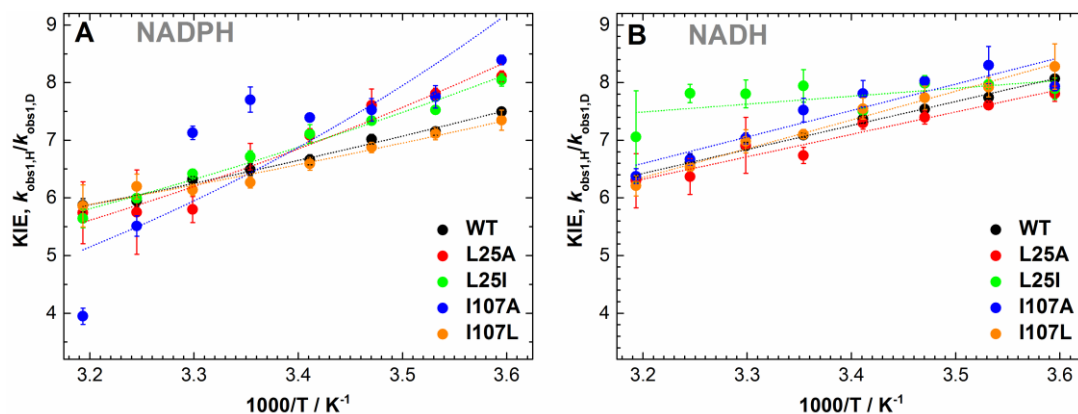 A NADPH
KIE, kobs1,H/kobs1,D
8
7
6
5
4
WT
L25A
L25I
I107A
I107L
3.2 3.3 3.4 3.5 3.6
1000/T / K-1
B NADH
KIE, kobs1,H/kobs1,D
9
8
7
6
5
4
WT
L25A
L25I
I107A
I107L
3.2 3.3 3.4 3.5 3.6
1000/T / K-1